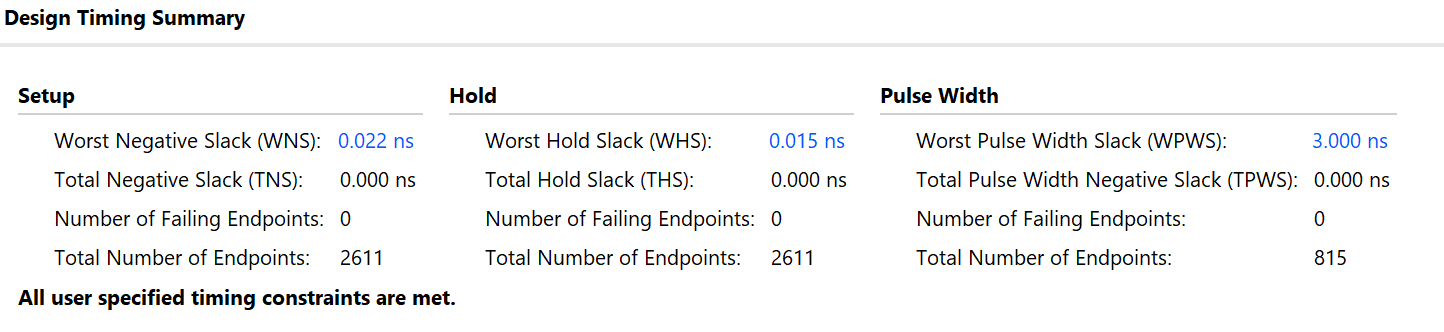 Design Timing Summary
Setup Hold Pulse Width
Worst Negative Slack (WNS): 0.022 ns Worst Hold Slack (WHS): 0.015 ns Worst Pulse Width Slack (WPWS): 3.000 ns
Total Negative Slack (TNS): 0.000 ns Total Hold Slack (THS): 0.000 ns Total Pulse Width Negative Slack (TPWS): 0.000 ns
Number of Failing Endpoints: 0 Number of Failing Endpoints: 0 Number of Failing Endpoints: 0
Total Number of Endpoints: 2611 Total Number of Endpoints: 2611 Total Number of Endpoints: 815
All user specified timing constraints are met.